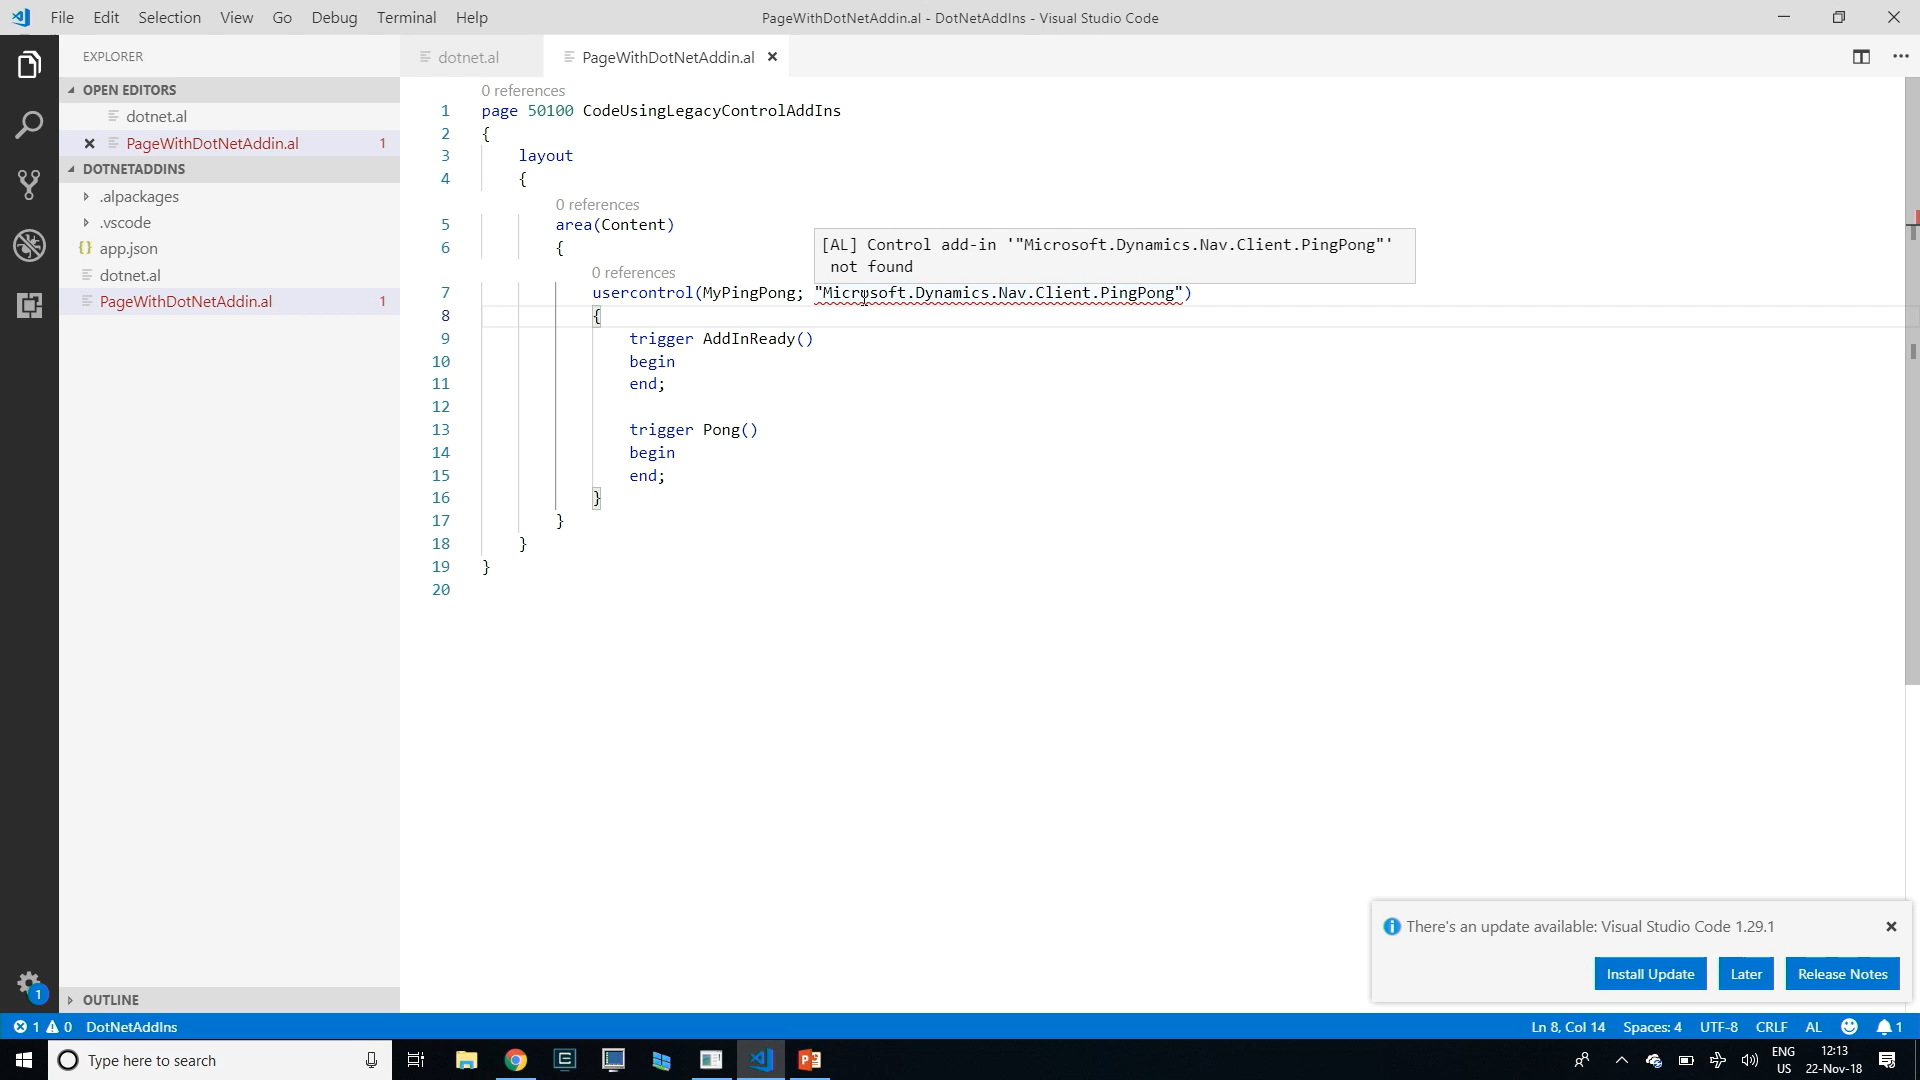 File Edit Selection View Go Debug Terminal Help
PageWithDotNetAddin.al - DotNetAddIns - Visual Studio Code
EXPLORER
OPEN EDITORS
dotnet.al
PageWithDotNetAddin.al 1
DOTNETADDINS
.alpackages
.vscode
app.json
dotnet.al
PageWithDotNetAddin.al 1
OUTLINE
1
dotnet.al PageWithDotNetAddin.al
0 references
1 page 50100 CodeUsingLegacyControlAddIns
2 {
3 layout
4 {
0 references
5 area(Content)
6 {
[AL] Control add-in '"Microsoft.Dynamics.Nav.Client.PingPong"'
not found
0 references
7 usercontrol(MyPingPong; "Microsoft.Dynamics.Nav.Client.PingPong")
8 {
9 trigger AddInReady()
10 begin
11 end;
12
13 trigger Pong()
14 begin
15 end;
16 }
17 }
18 }
19 }
20
There's an update available: Visual Studio Code 1.29.1
Install Update Later Release Notes
1 0 DotNetAddIns Ln 8, Col 14 Spaces: 4 UTF-8 CRLF AL 1
Type here to search
ENG
US
12:13
22-Nov-18